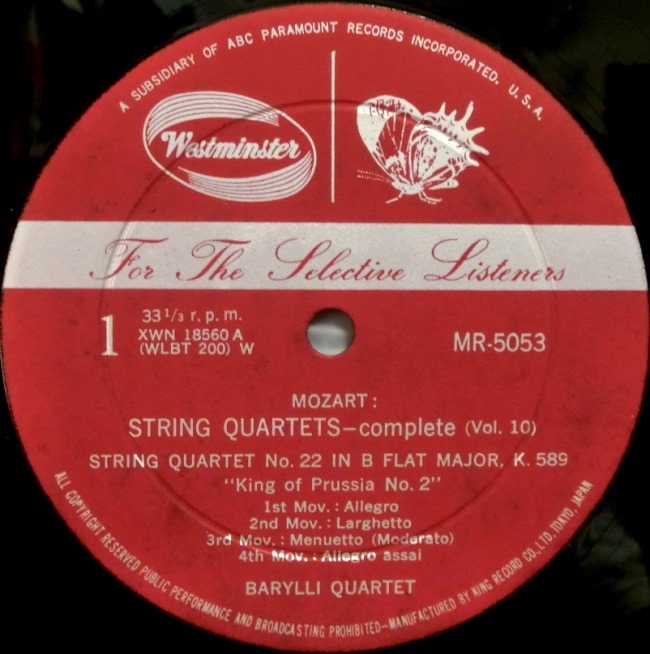 A SUBSIDIARY OF ABC PARAMOUNT RECORDS INCORPORATED, U.S.A.
Westminster
For The Selective Listeners
1
33 1/3 r.p.m.
XWN 18560 A
(WLBT 200) W
MR-5053
MOZART:
STRING QUARTETS—complete (Vol. 10)
STRING QUARTET No. 22 IN B FLAT MAJOR, K. 589
"King of Prussia No. 2"
1st Mov.: Allegro
2nd Mov.: Larghetto
3rd Mov.: Menuetto (Moderato)
4th Mov.: Allegro assai
BARYLLI QUARTET
ALL COPYRIGHT RESERVED PUBLIC PERFORMANCE AND BROADCASTING PROHIBITED—MANUFACTURED BY KING RECORD CO., LTD. TOKYO, JAPAN